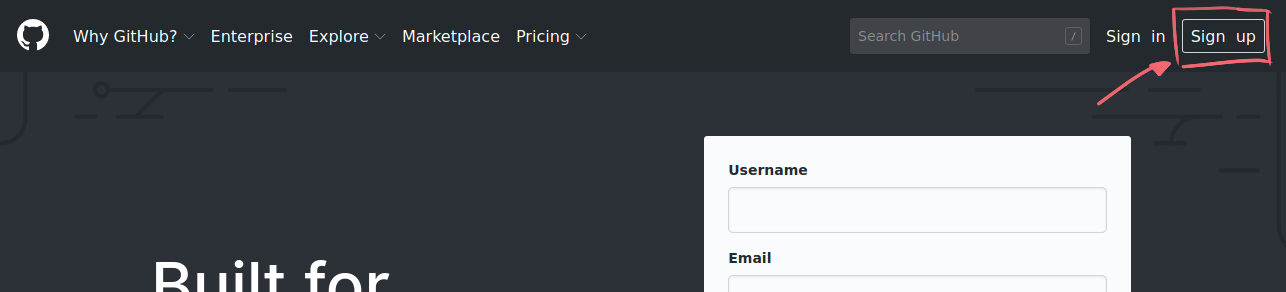 Why GitHub? Enterprise Explore Marketplace Pricing Search GitHub / Sign in Sign up
Username
Email
Built for